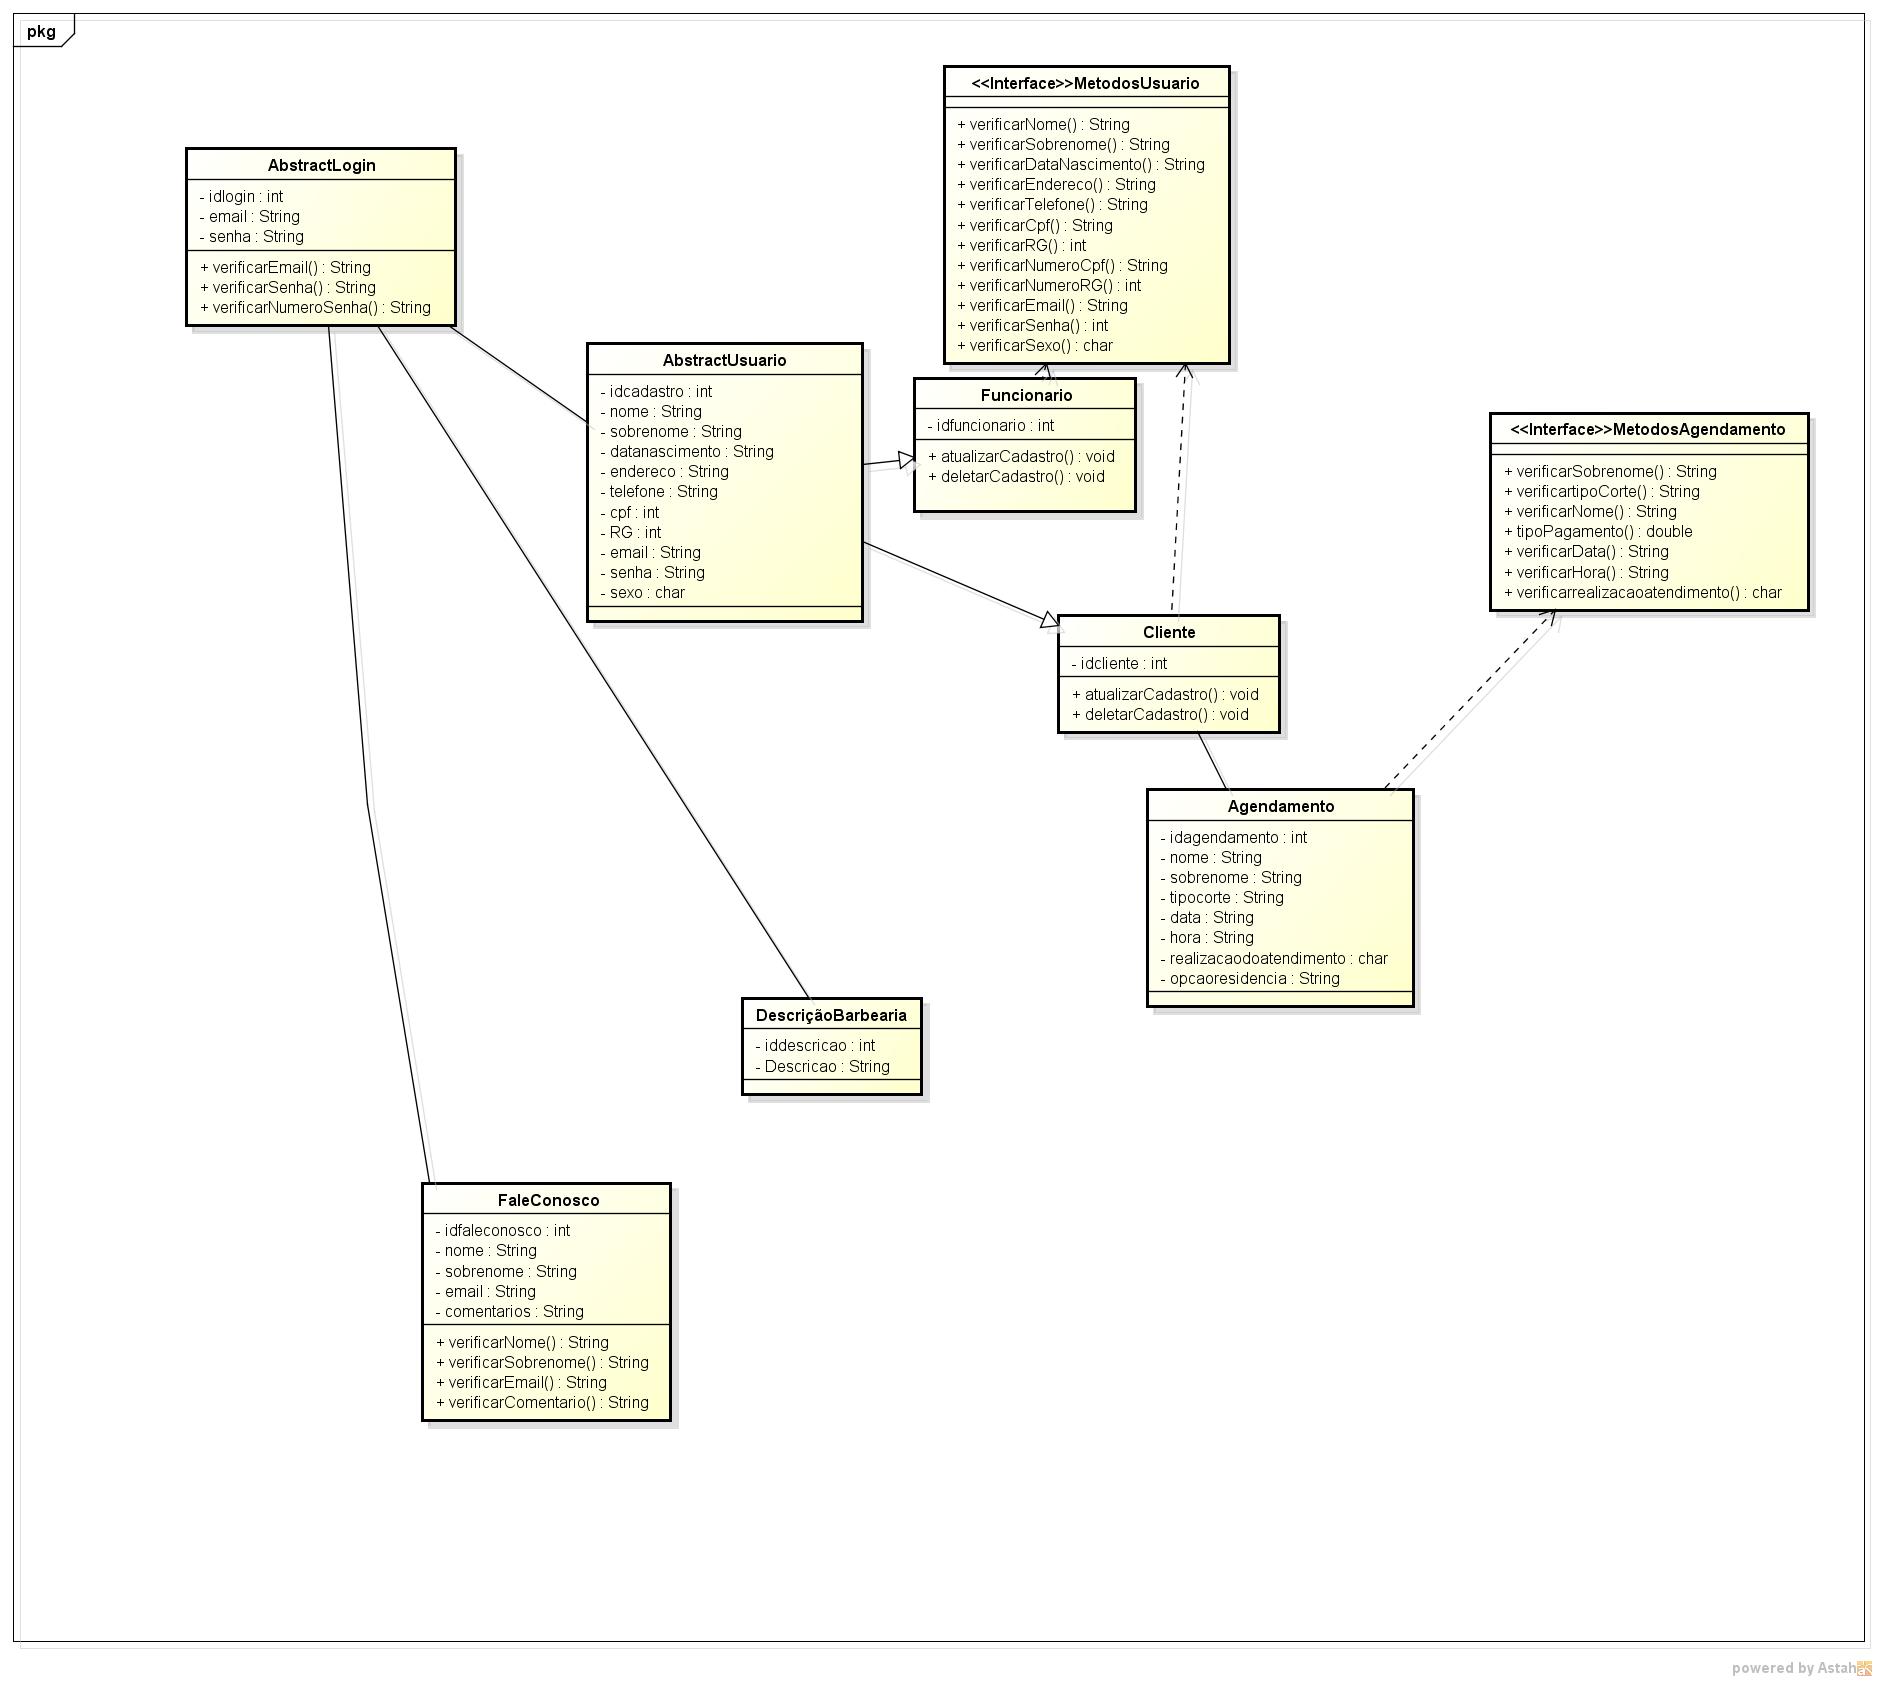 pkg
<<Interface>>MetodosUsuario
+ verificarNome() : String
+ verificarSobrenome() : String
+ verificarDataNascimento() : String
+ verificarEndereco() : String
+ verificarTelefone() : String
+ verificarCpf() : String
+ verificarRG() : int
+ verificarNumeroCpf() : String
+ verificarNumeroRG() : int
+ verificarEmail() : String
+ verificarSenha() : int
+ verificarSexo() : char
AbstractLogin
- idlogin : int
- email : String
- senha : String
+ verificarEmail() : String
+ verificarSenha() : String
+ verificarNumeroSenha() : String
AbstractUsuario
- idcadastro : int
- nome : String
- sobrenome : String
- datanascimento : String
- endereco : String
- telefone : String
- cpf : int
- RG : int
- email : String
- senha : String
- sexo : char
Funcionario
- idfuncionario : int
+ atualizarCadastro() : void
+ deletarCadastro() : void
<<Interface>>MetodosAgendamento
+ verificarSobrenome() : String
+ verificartipoCorte() : String
+ verificarNome() : String
+ tipoPagamento() : double
+ verificarData() : String
+ verificarHora() : String
+ verificarrealizacaoatendimento() : char
Cliente
- idcliente : int
+ atualizarCadastro() : void
+ deletarCadastro() : void
Agendamento
- idagendamento : int
- nome : String
- sobrenome : String
- tipocorte : String
- data : String
- hora : String
- realizacaodoatendimento : char
- opcaoresidencia : String
DescriçãoBarbearia
- iddescricao : int
- Descricao : String
FaleConosco
- idfaleconosco : int
- nome : String
- sobrenome : String
- email : String
- comentarios : String
+ verificarNome() : String
+ verificarSobrenome() : String
+ verificarEmail() : String
+ verificarComentario() : String
powered by Astah